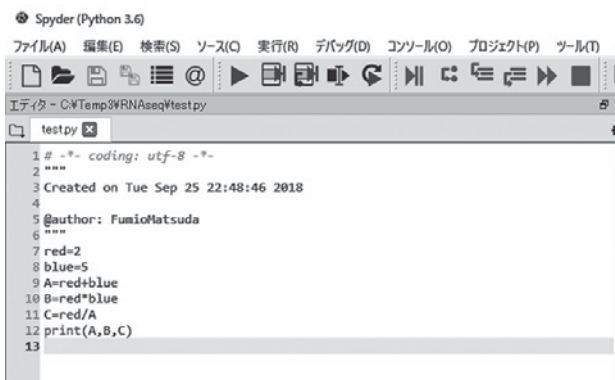 Spyder (Python 3.6)
ファイル(A) 編集(E) 検索(S) ソース(C) 実行(R) デバッグ(D) コンソール(O) プロジェクト(P) ツール(T)
エディタ - C:¥Temp3¥RNAseq¥test.py
test.py
1 # -*- coding: utf-8 -*-
2 """
3 Created on Tue Sep 25 22:48:46 2018
4
5 @author: FumioMatsuda
6 """
7 red=2
8 blue=5
9 A=red+blue
10 B=red*blue
11 C=red/A
12 print(A,B,C)
13